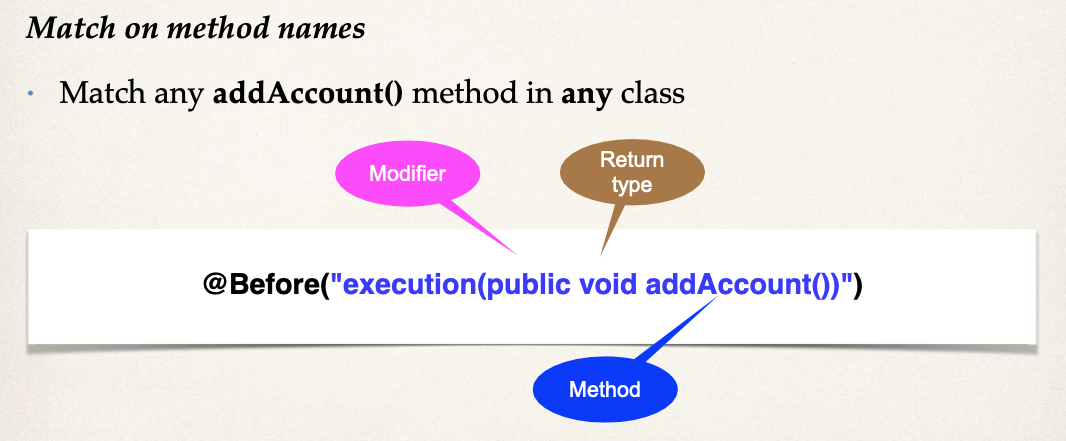 Match on method names
• Match any addAccount() method in any class
Modifier
Return
type
@Before("execution(public void addAccount())")
Method